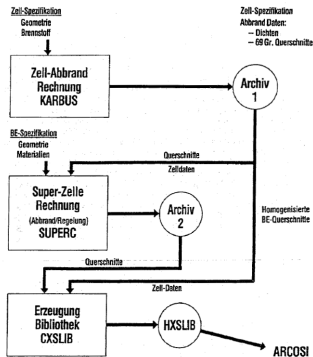 Zell-Spezifikation
Geometrie
Brennstoff
Zell-Spezifikation
Abbrand Daten:
– Dichten
– 69 Gr. Querschnitte
Zell-Abbrand
Rechnung
KARBUS
Archiv
1
BE-Spezifikation
Geometrie
Materialien
Querschnitte
Zelldaten
Super-Zelle
Rechnung
(Abbrand/Regelung)
SUPERC
Archiv
2
Homogenisierte
BE-Querschnitte
Querschnitte
Zell-Daten
Erzeugung
Bibliothek
CXSLIB
HXSLIB
ARCOSI